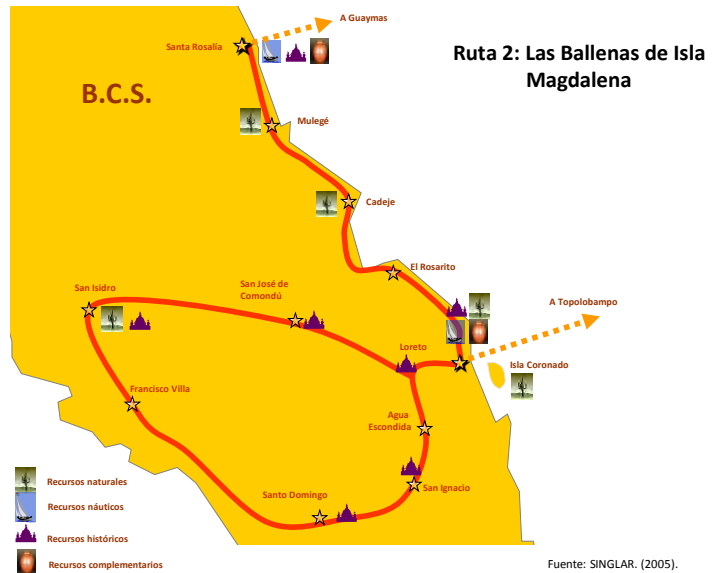 A Guaymas
Santa Rosalía
Ruta 2: Las Ballenas de Isla
Magdalena
B.C.S.
Mulegé
Cadeje
El Rosarito
San Isidro
San José de
Comondú
A Topolobampo
Loreto
Isla Coronado
Francisco Villa
Agua
Escondida
San Ignacio
Santo Domingo
Recursos naturales
Recursos náuticos
Recursos históricos
Recursos complementarios
Fuente: SINGLAR. (2005).